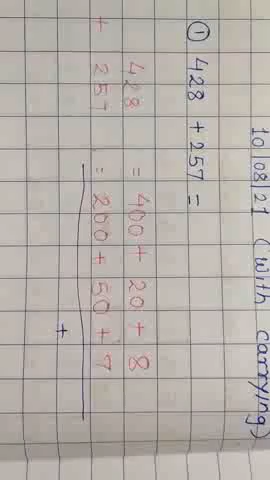 10/08/21 (With carrying)
① 428 + 257 =
428 = 400 + 20 + 8
+ 257 = 200 + 50 + 7
+